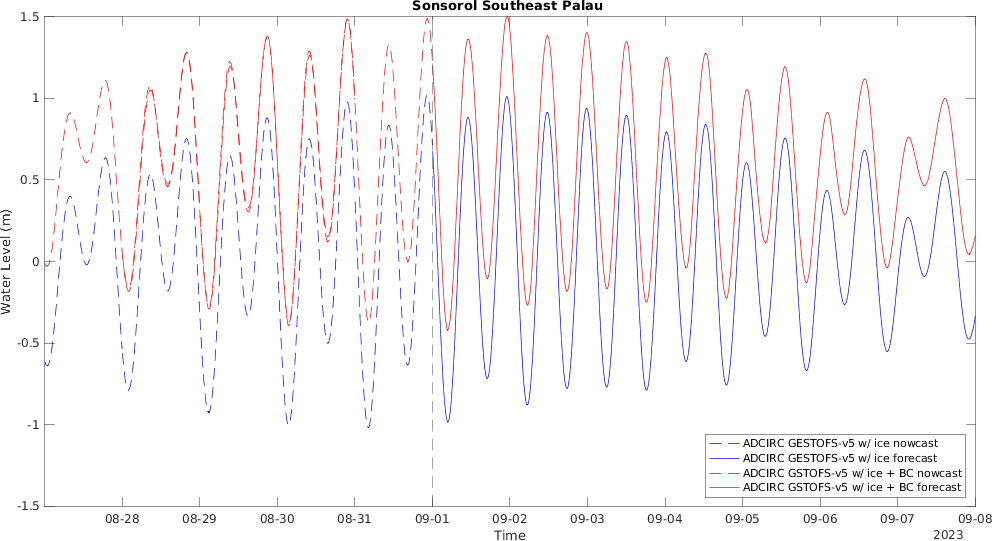 Sonsorol Southeast Palau
1.5
1
0.5
0
-0.5
-1
-1.5
Water Level (m)
08-28 08-29 08-30 08-31 09-01 09-02 09-03 09-04 09-05 09-06 09-07 09-08
Time
2023
ADCIRC GESTOFS-v5 w/ ice nowcast
ADCIRC GESTOFS-v5 w/ ice forecast
ADCIRC GSTOFS-v5 w/ ice + BC nowcast
ADCIRC GSTOFS-v5 w/ ice + BC forecast